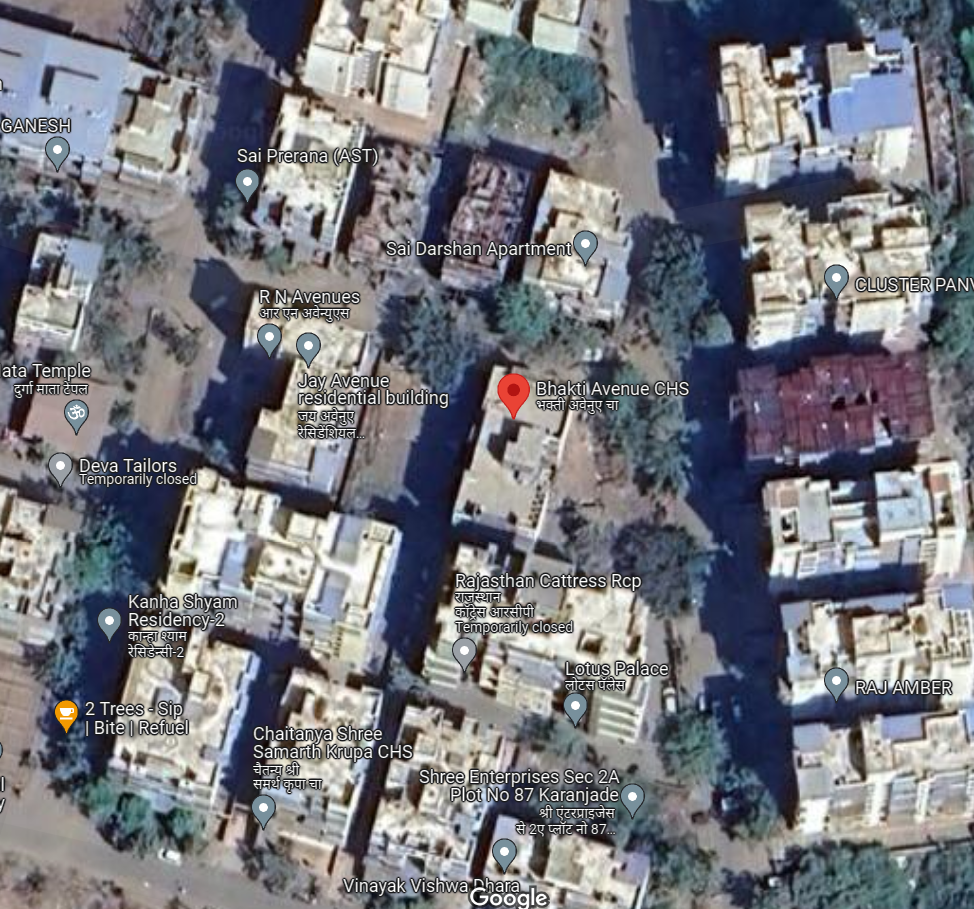 GANESH
Sai Prerana (AST)
Sai Darshan Apartment
CLUSTER PANV
R N Avenues
आर एन अवेन्युएस
Jay Avenue
residential building
जय अवेनुए
रेसिडेंशियल...
Bhakti Avenue CHS
भक्ती अवेनुए चा
ata Temple
दुर्गा माता टेंपल
Deva Tailors
Temporarily closed
Rajasthan Cattress Rcp
राजस्थान
कॉट्रेस आरसीपी
Temporarily closed
Kanha Shyam
Residency-2
कान्हा श्याम
रेसिडेन्सी-2
Lotus Palace
लोटस पॅलेस
RAJ AMBER
2 Trees - Sip
| Bite | Refuel
Chaitanya Shree
Samarth Krupa CHS
चैतन्य श्री
समर्थ कृपा चा
Shree Enterprises Sec 2A
Plot No 87 Karanjade
श्री एंटरप्राइजेस
से 2ए प्लॉट नो 87...
Vinayak Vishwa Dhara
Google